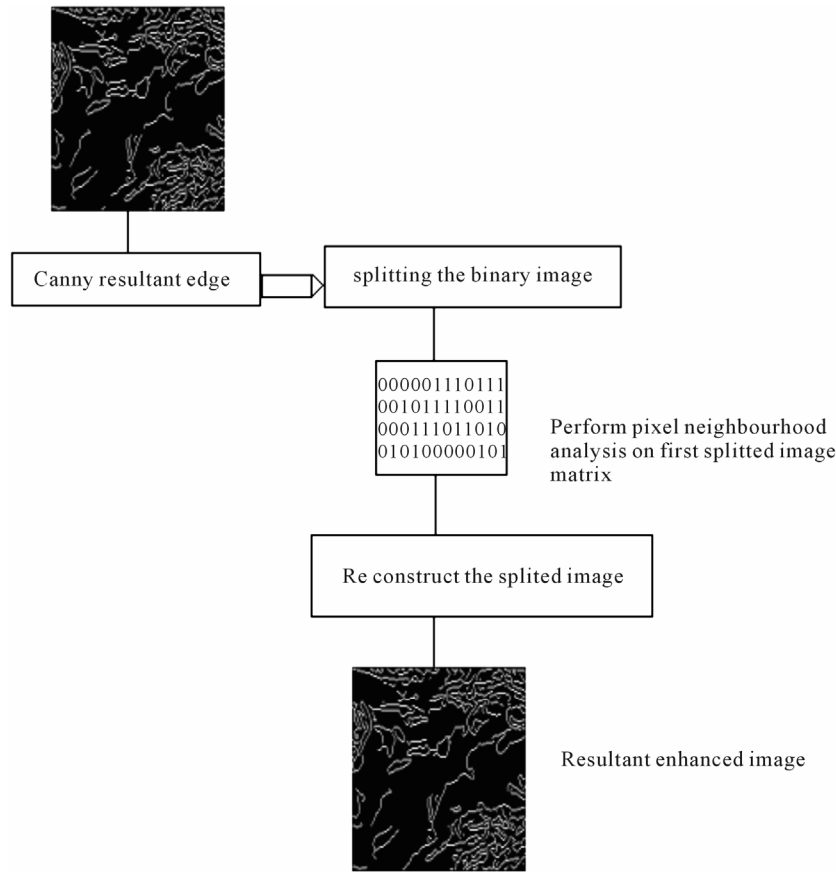 Canny resultant edge
splitting the binary image
000001110111
001011110011
000111011010
010100000101
Perform pixel neighbourhood
analysis on first splitted image
matrix
Re construct the splited image
Resultant enhanced image